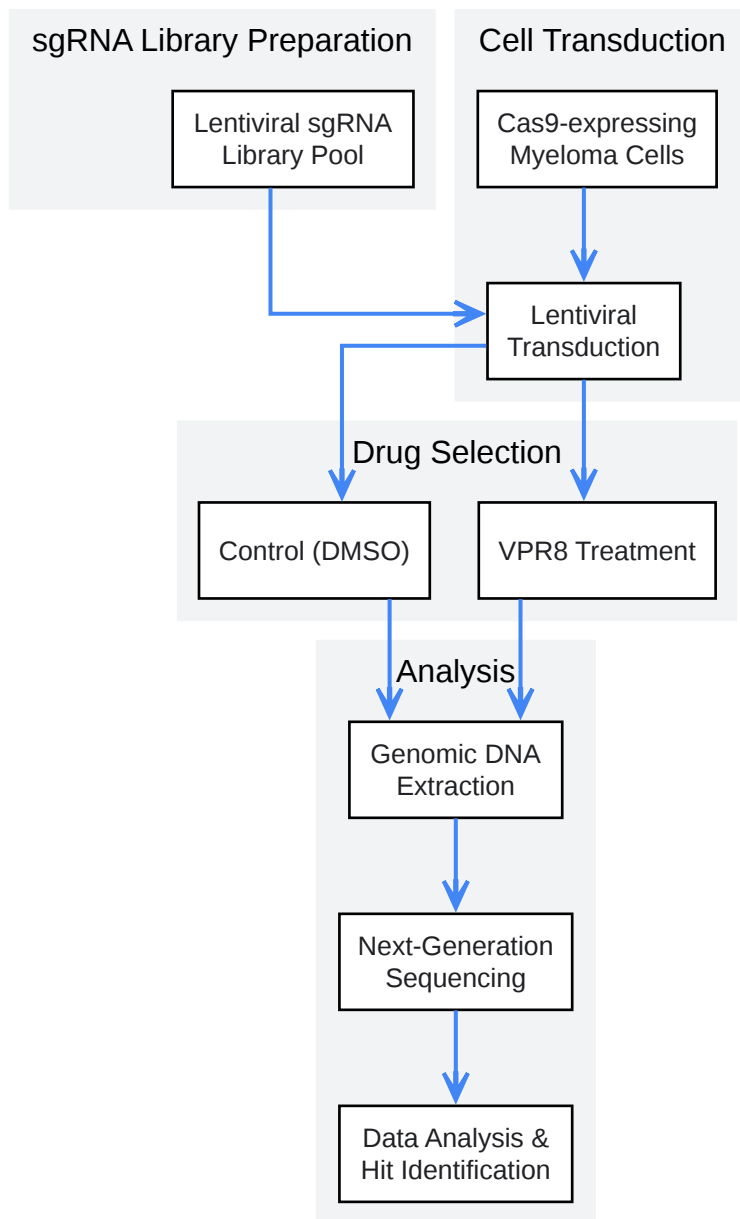 sgRNA Library Preparation
Cell Transduction
Lentiviral sgRNA
Library Pool
Cas9-expressing
Myeloma Cells
Lentiviral
Transduction
Drug Selection
Control (DMSO)
VPR8 Treatment
Analysis
Genomic DNA
Extraction
Next-Generation
Sequencing
Data Analysis &
Hit Identification